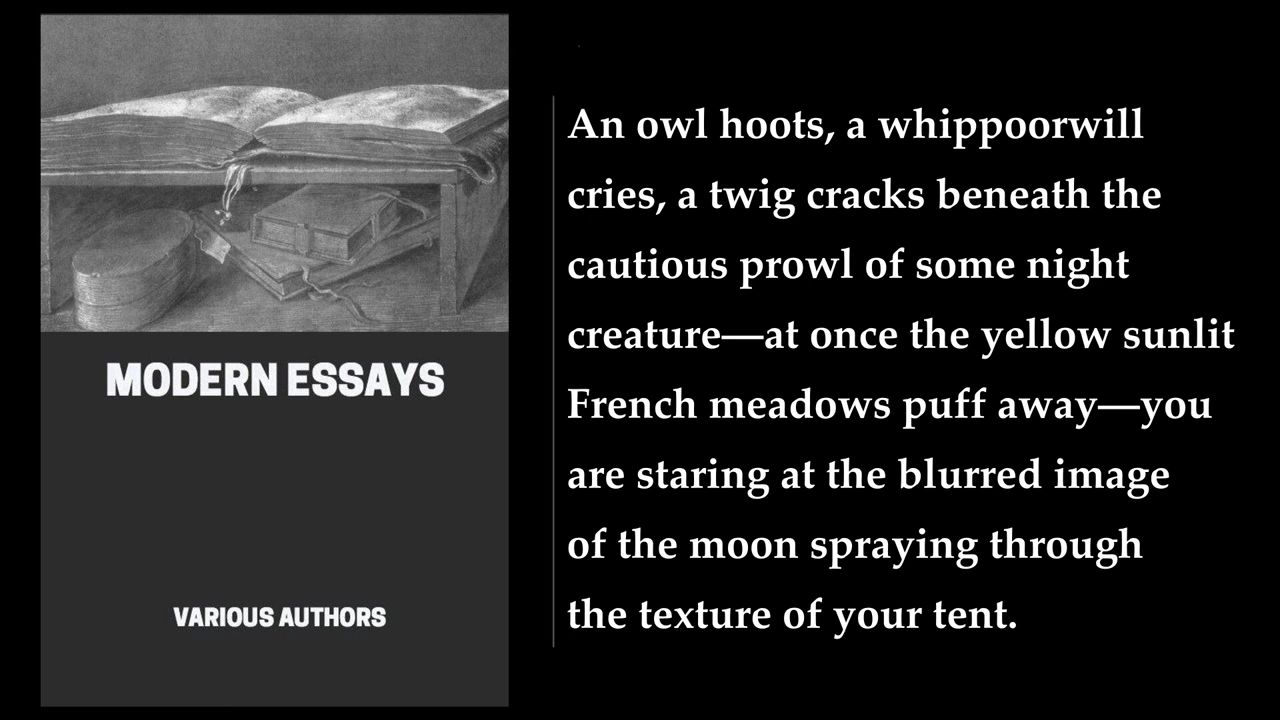 MODERN ESSAYS
VARIOUS AUTHORS
An owl hoots, a whippoorwill
cries, a twig cracks beneath the
cautious prowl of some night
creature—at once the yellow sunlit
French meadows puff away—you
are staring at the blurred image
of the moon spraying through
the texture of your tent.